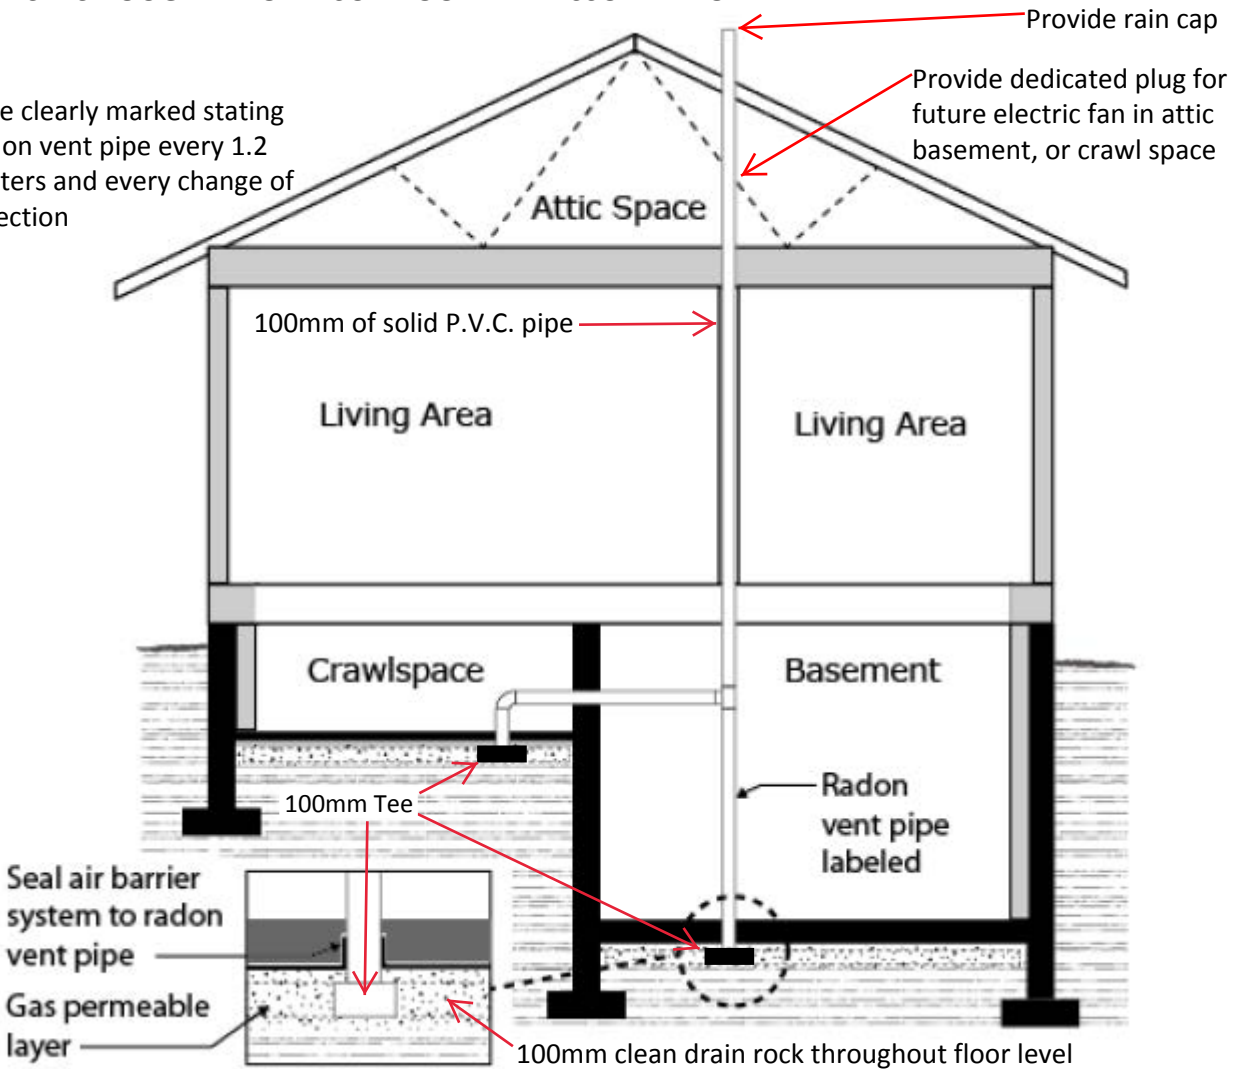 Provide rain cap
e clearly marked stating
on vent pipe every 1.2
ters and every change of
ection
Provide dedicated plug for
future electric fan in attic
basement, or crawl space
Attic Space
100mm of solid P.V.C. pipe
Living Area
Living Area
Crawlspace
Basement
100mm Tee
Radon
vent pipe
labeled
Seal air barrier
system to radon
vent pipe
Gas permeable
layer
100mm clean drain rock throughout floor level